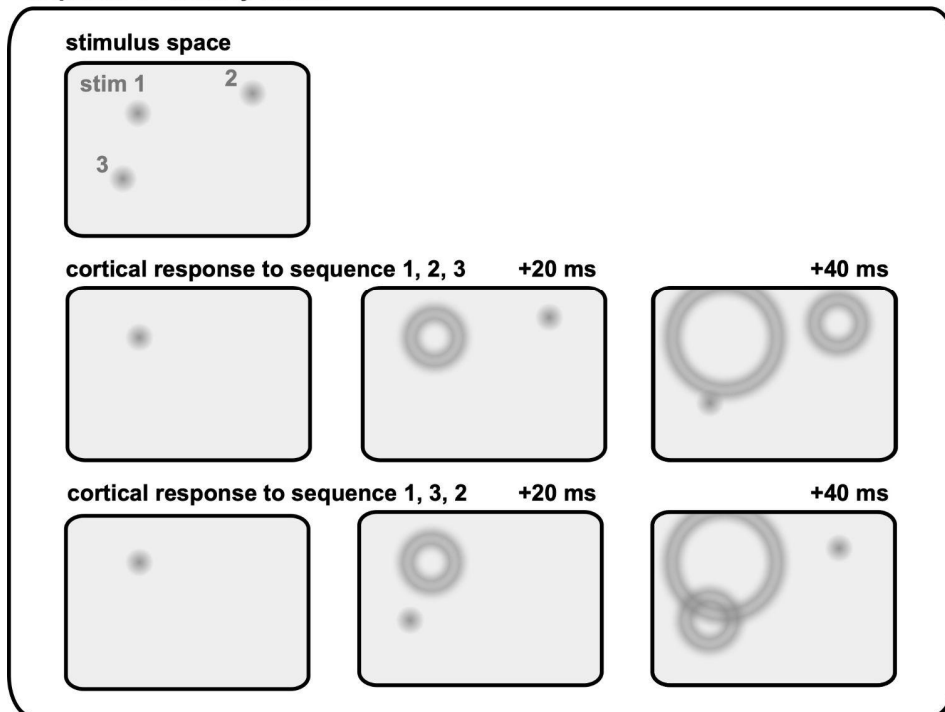 stimulus space
stim 1
2
3
cortical response to sequence 1, 2, 3 +20 ms +40 ms
cortical response to sequence 1, 3, 2 +20 ms +40 ms